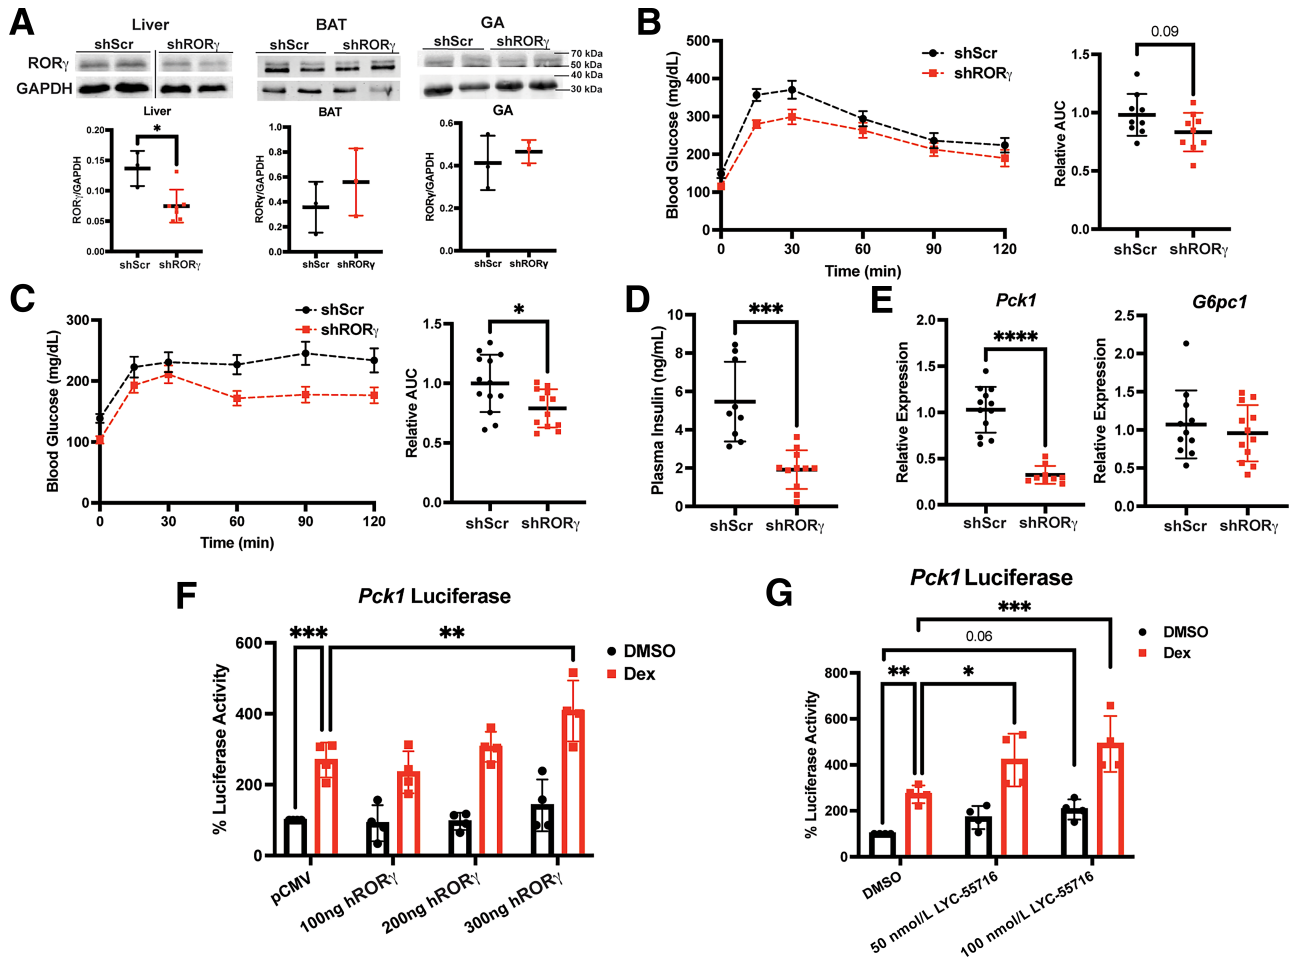 A
Liver
BAT
GA
shScr shRORγ
shScr shRORγ
shScr shRORγ
RORγ
GAPDH
70 kDa
50 kDa
40 kDa
30 kDa
Liver
BAT
GA
RORγ/GAPDH
0.20
0.15
0.10
0.05
0.00
*
shScr shRORγ
RORγ/GAPDH
1.0
0.8
0.6
0.4
0.2
0.0
shScr shRORγ
RORγ/GAPDH
0.6
0.4
0.2
0.0
shScr shRORγ
B
Blood Glucose (mg/dL)
500
400
300
200
100
0
0 30 60 90 120
Time (min)
shScr
shRORγ
Relative AUC
1.5
1.0
0.5
0.0
0.09
shScr shRORγ
C
Blood Glucose (mg/dL)
300
200
100
0
0 30 60 90 120
Time (min)
shScr
shRORγ
Relative AUC
1.5
1.0
0.5
0.0
*
shScr shRORγ
D
Plasma Insulin (ng/mL)
10
8
6
4
2
0
***
shScr shRORγ
E
Pck1
Relative Expression
2.0
1.5
1.0
0.5
0.0
****
shScr shRORγ
G6pc1
Relative Expression
2.5
2.0
1.5
1.0
0.5
0.0
shScr shRORγ
F
Pck1 Luciferase
% Luciferase Activity
600
400
200
0
*** **
DMSO
Dex
pCMV
100ng hRORγ
200ng hRORγ
300ng hRORγ
G
Pck1 Luciferase
% Luciferase Activity
800
600
400
200
0
***
0.06
** *
DMSO
Dex
DMSO
50 nmol/L LYC-55716
100 nmol/L LYC-55716